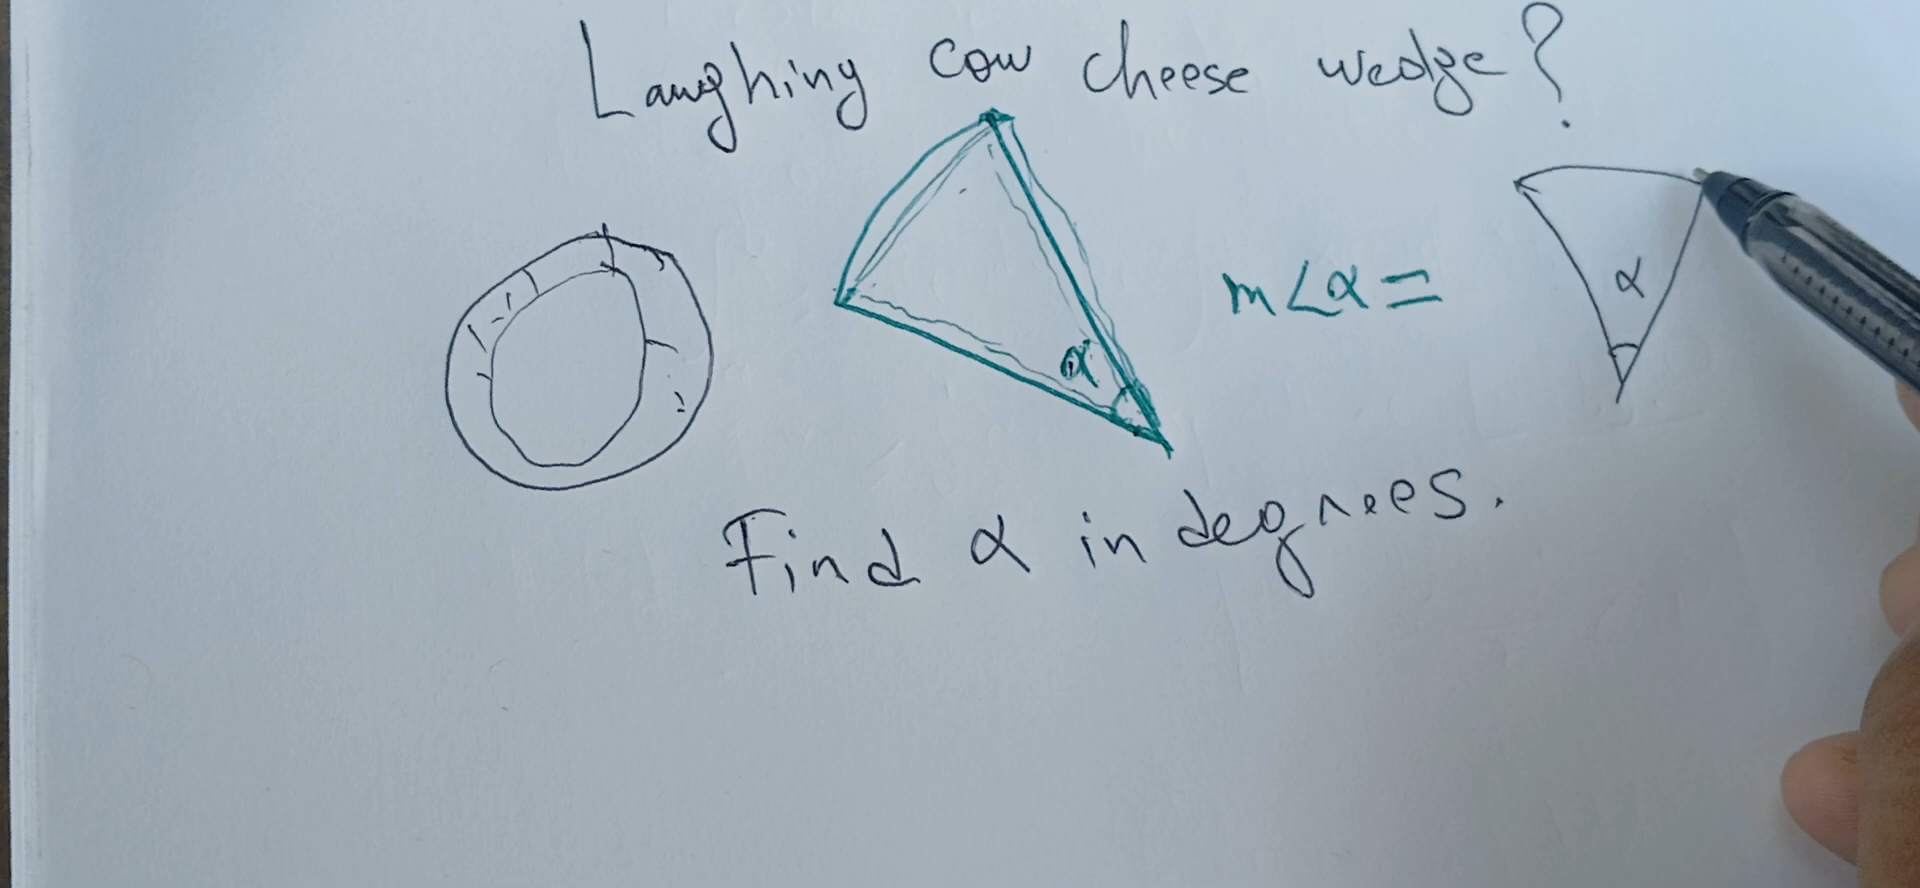 Laughing cow cheese wedge?
α
m∠α =
α
Find α in degrees.